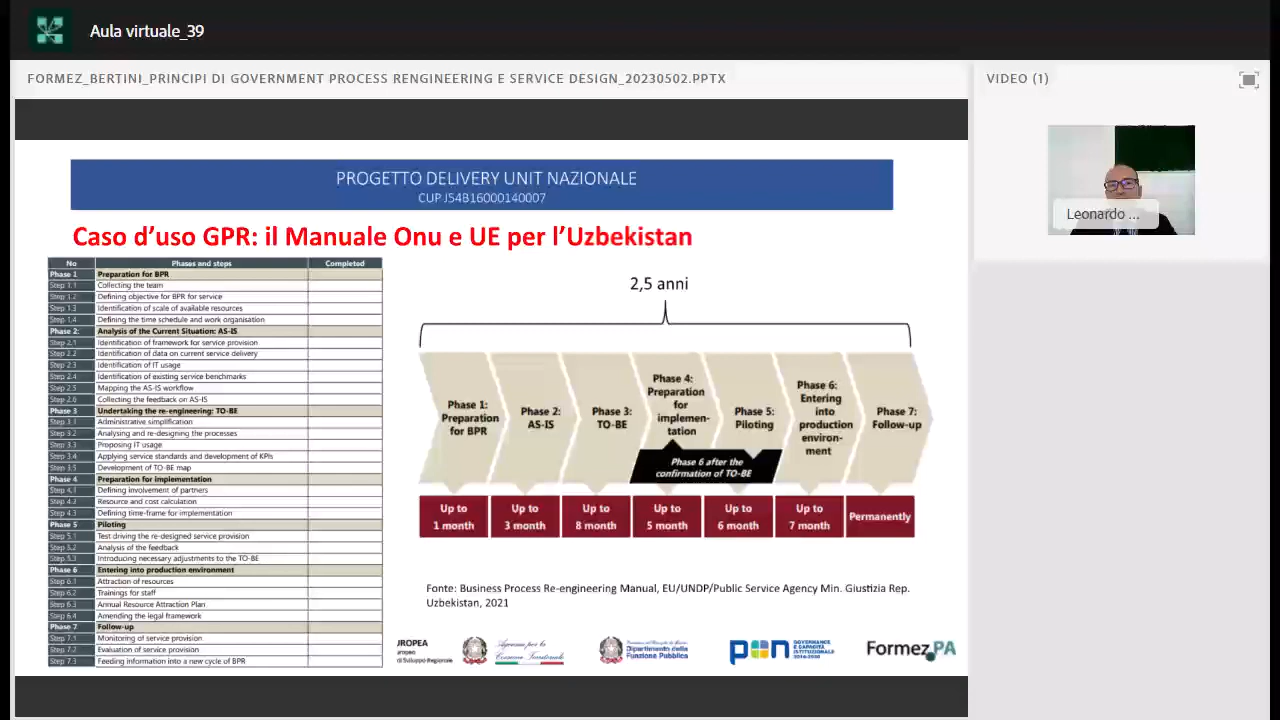 Aula virtuale_39
FORMEZ_BERTINI_PRINCIPI DI GOVERNMENT PROCESS RENGINEERING E SERVICE DESIGN_20230502.PPTX
VIDEO (1)
Leonardo ...
PROGETTO DELIVERY UNIT NAZIONALE
CUP J54B16000140007
Caso d'uso GPR: il Manuale Onu e UE per l'Uzbekistan
No Phases and steps Completed
Phase 1 Preparation for BPR
Step 1.1 Collecting the team
Step 1.2 Defining objective for BPR for service
Step 1.3 Identification of scale of available resources
Step 1.4 Defining the time schedule and work organisation
Phase 2: Analysis of the Current Situation: AS-IS
Step 2.1 Identification of framework for service provision
Step 2.2 Identification of data on current service delivery
Step 2.3 Identification of IT usage
Step 2.4 Identification of existing service benchmarks
Step 2.5 Mapping the AS-IS workflow
Step 2.6 Collecting the feedback on AS-IS
Phase 3 Undertaking the re-engineering: TO-BE
Step 3.1 Administrative simplification
Step 3.2 Analysing and re-designing the processes
Step 3.3 Proposing IT usage
Step 3.4 Applying service standards and development of KPIs
Step 3.5 Development of TO-BE map
Phase 4 Preparation for implementation
Step 4.1 Defining involvement of partners
Step 4.2 Resource and cost calculation
Step 4.3 Defining time-frame for implementation
Phase 5 Piloting
Step 5.1 Test driving the re-designed service provision
Step 5.2 Analysis of the feedback
Step 5.3 Introducing necessary adjustments to the TO-BE
Phase 6 Entering into production environment
Step 6.1 Attraction of resources
Step 6.2 Trainings for staff
Step 6.3 Annual Resource Attraction Plan
Step 6.4 Amending the legal framework
Phase 7 Follow-up
Step 7.1 Monitoring of service provision
Step 7.2 Evaluation of service provision
Step 7.3 Feeding information into a new cycle of BPR
2,5 anni
Phase 1:
Preparation
for BPR
Phase 2:
AS-IS
Phase 3:
TO-BE
Phase 4:
Preparation
for
implemen-
tation
Phase 5:
Piloting
Phase 6:
Entering
into
production
environ-
ment
Phase 7:
Follow-up
Phase 6 after the
confirmation of TO-BE
Up to
1 month
Up to
3 month
Up to
8 month
Up to
5 month
Up to
6 month
Up to
7 month
Permanently
Fonte: Business Process Re-engineering Manual, EU/UNDP/Public Service Agency Min. Giustizia Rep.
Uzbekistan, 2021
UROPEA
uropeo
di Sviluppo Regionale
Agenzia per la
Coesione Territoriale
Dipartimento della
Funzione Pubblica
pon
GOVERNANCE
E CAPACITÀ
ISTITUZIONALE
2014-2020
Formez PA